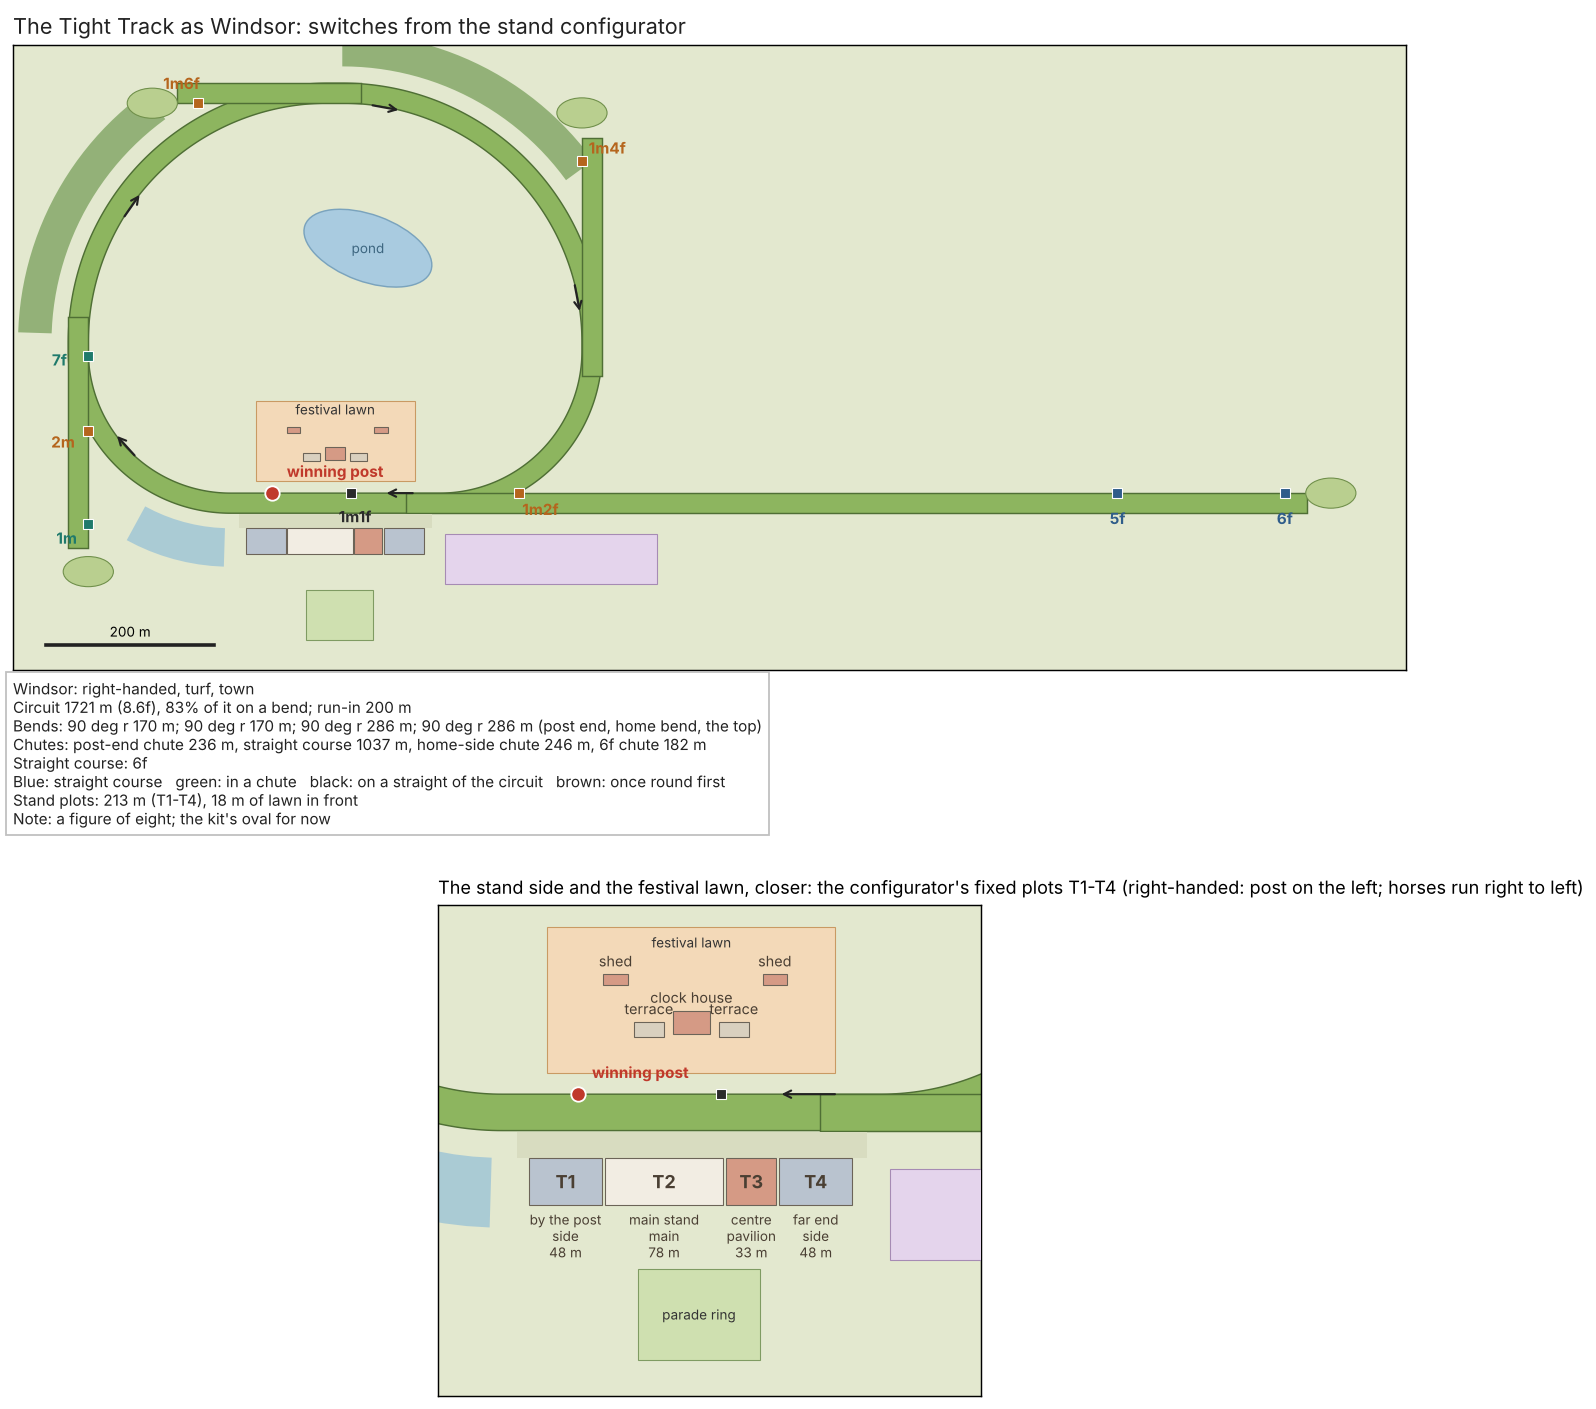 The Tight Track as Windsor: switches from the stand configurator
1m6f
1m4f
pond
7f
festival lawn
2m
winning post
1m1f
1m2f
5f
6f
1m
200 m
Windsor: right-handed, turf, town
Circuit 1721 m (8.6f), 83% of it on a bend; run-in 200 m
Bends: 90 deg r 170 m; 90 deg r 170 m; 90 deg r 286 m; 90 deg r 286 m (post end, home bend, the top)
Chutes: post-end chute 236 m, straight course 1037 m, home-side chute 246 m, 6f chute 182 m
Straight course: 6f
Blue: straight course   green: in a chute   black: on a straight of the circuit   brown: once round first
Stand plots: 213 m (T1-T4), 18 m of lawn in front
Note: a figure of eight; the kit's oval for now
The stand side and the festival lawn, closer: the configurator's fixed plots T1-T4 (right-handed: post on the left; horses run right to left)
festival lawn
shed shed
clock house
terrace terrace
winning post
T1 T2 T3 T4
by the post main stand centre far end
side main pavilion side
48 m 78 m 33 m 48 m
parade ring